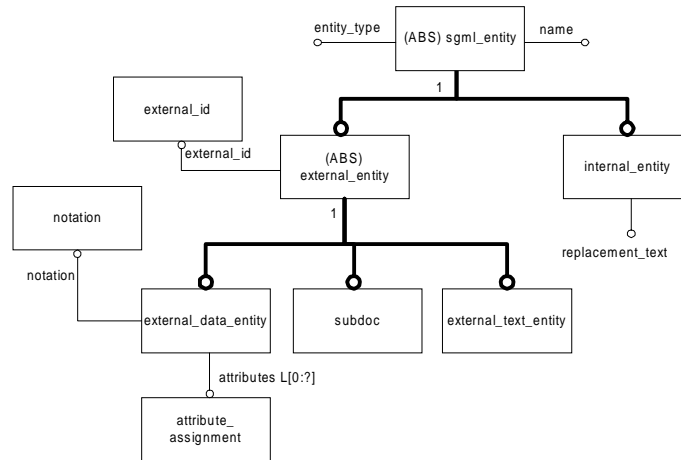 entity_type
(ABS) sgml_entity
name
1
external_id
external_id
(ABS)
external_entity
internal_entity
1
notation
notation
replacement_text
external_data_entity
subdoc
external_text_entity
attributes L[0:?]
attribute_
assignment